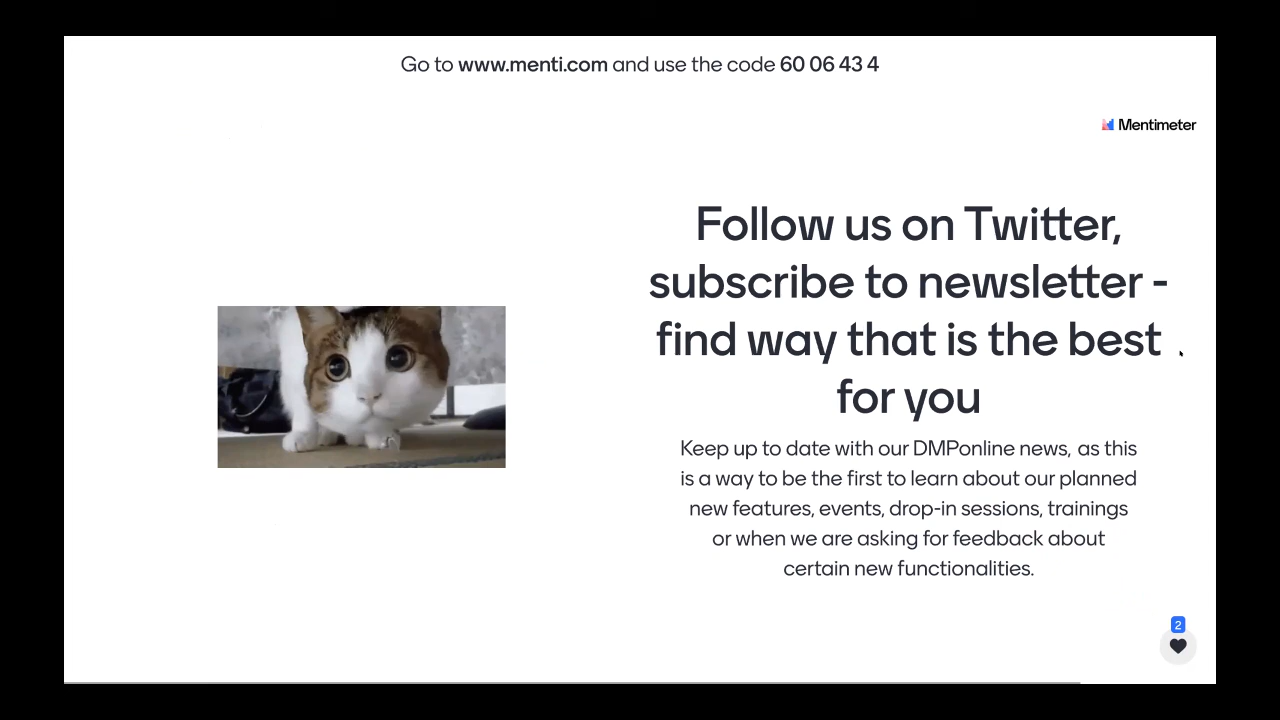 Go to www.menti.com and use the code 60 06 43 4
Mentimeter
Follow us on Twitter,
subscribe to newsletter -
find way that is the best
for you
Keep up to date with our DMPonline news, as this
is a way to be the first to learn about our planned
new features, events, drop-in sessions, trainings
or when we are asking for feedback about
certain new functionalities.
2